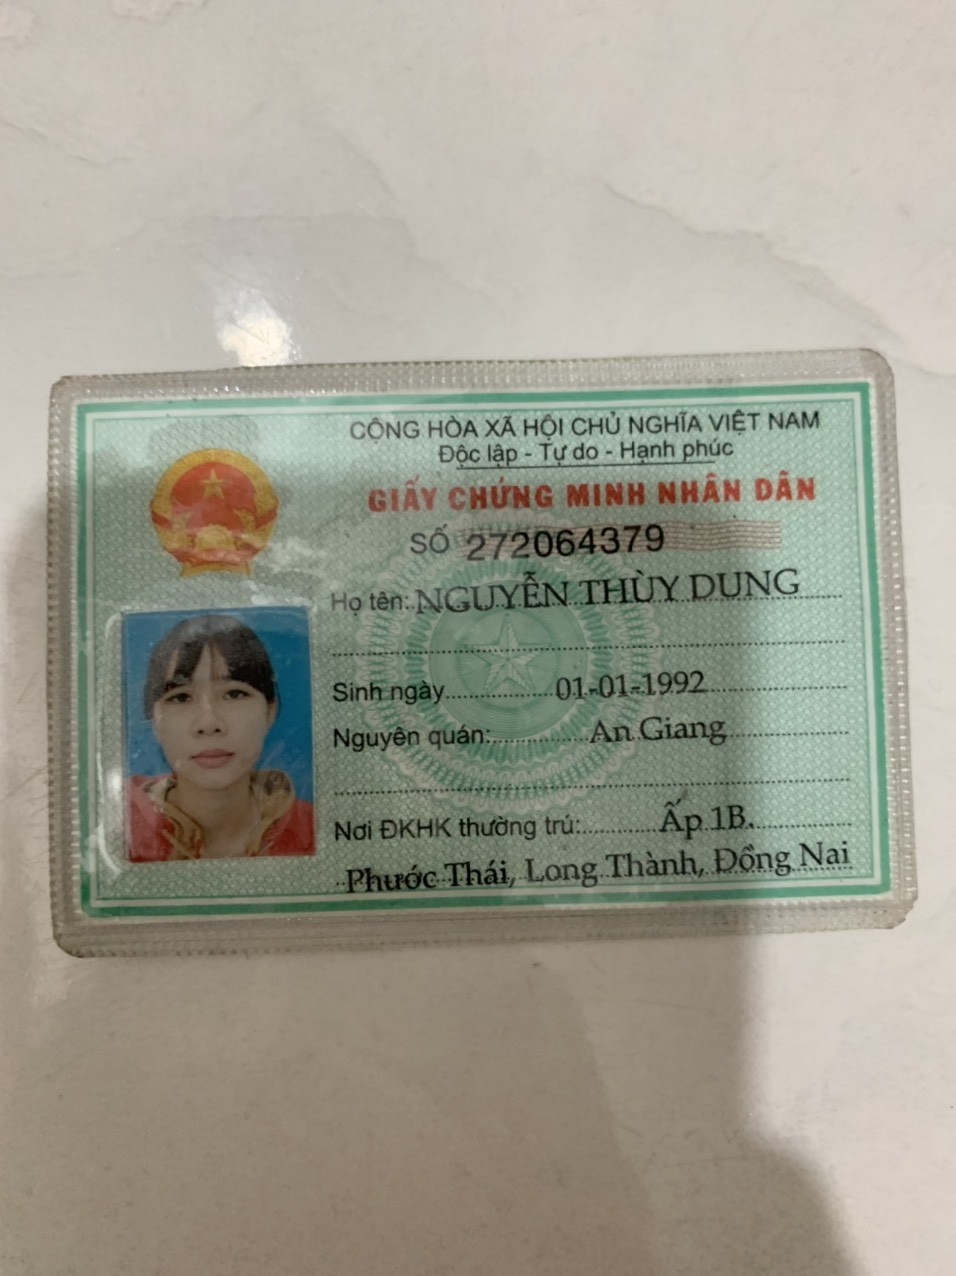 CỘNG HÒA XÃ HỘI CHỦ NGHĨA VIỆT NAM
Độc lập - Tự do - Hạnh phúc
GIẤY CHỨNG MINH NHÂN DÂN
SỐ 272064379
Họ tên: NGUYỄN THÙY DUNG
Sinh ngày 01-01-1992
Nguyên quán: An Giang
Nơi ĐKHK thường trú: Ấp 1B.
Phước Thái, Long Thành, Đồng Nai